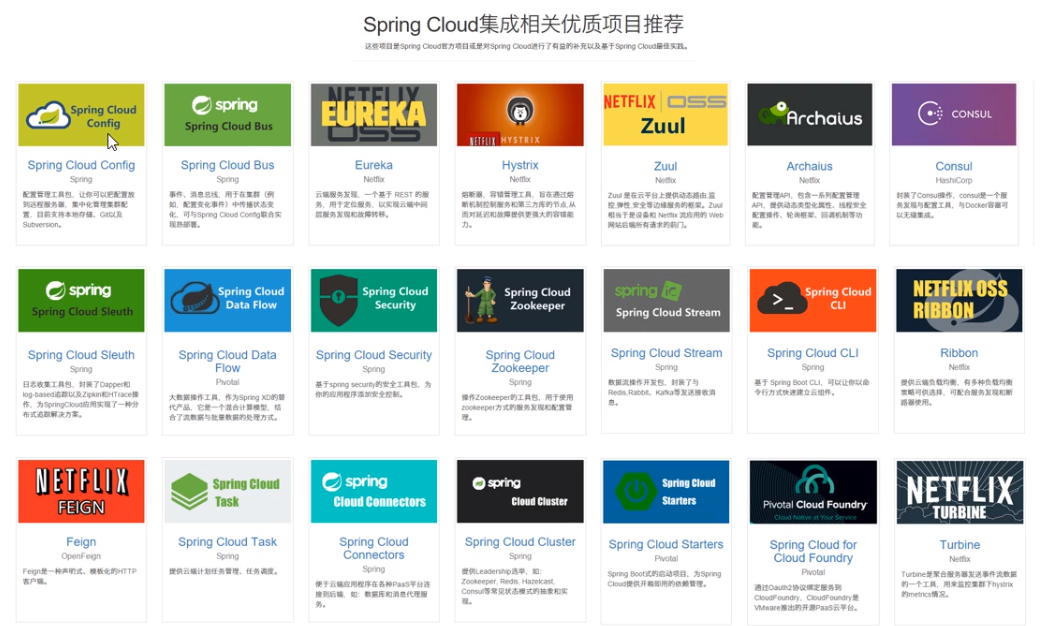 Spring Cloud集成相关优质项目推荐
这些项目是Spring Cloud官方项目或是对Spring Cloud进行了有益的补充以及基于Spring Cloud最佳实践。
Spring Cloud
Config
Spring Cloud Config
Spring
配置管理工具包,让你可以把配置放
到远程服务器,集中化管理集群配
置,目前支持本地存储、Git以及
Subversion。
spring
Spring Cloud Bus
Spring Cloud Bus
Spring
事件、消息总线,用于在集群(例
如,配置变化事件)中传播状态变
化,可与Spring Cloud Config联合实
现热部署。
NETFLIX
EUREKA
OSS
Eureka
Netflix
云端服务发现,一个基于 REST 的服
务,用于定位服务,以实现云端中间
层服务发现和故障转移。
NETFLIX HYSTRIX
Hystrix
Netflix
熔断器,容错管理工具,旨在通过熔
断机制控制服务和第三方库的节点,从
而对延迟和故障提供更强大的容错能
力。
NETFLIX OSS
Zuul
Zuul
Netflix
Zuul 是在云平台上提供动态路由,监
控,弹性,安全等边缘服务的框架。Zuul
相当于是设备和 Netflix 流应用的 Web
网站后端所有请求的前门。
Archaius
Archaius
Netflix
配置管理API,包含一系列配置管理
API,提供动态类型化属性、线程安全
配置操作、轮询框架、回调机制等功
能。
CONSUL
Consul
HashiCorp
封装了Consul操作,consul是一个服
务发现与配置工具,与Docker容器可
以无缝集成。
spring
Spring Cloud Sleuth
Spring Cloud Sleuth
Spring
日志收集工具包,封装了Dapper和
log-based追踪以及Zipkin和HTrace操
作,为SpringCloud应用实现了一种分
布式追踪解决方案。
Spring Cloud
Data Flow
Spring Cloud Data
Flow
Pivotal
大数据操作工具,作为Spring XD的替
代产品,它是一个混合计算模型,结
合了流数据与批量数据的处理方式。
Spring Cloud
Security
Spring Cloud Security
Spring
基于spring security的安全工具包,为
你的应用程序添加安全控制。
Spring Cloud
Zookeeper
Spring Cloud
Zookeeper
Spring
操作Zookeeper的工具包,用于使用
zookeeper方式的服务发现和配置管
理。
spring
Spring Cloud Stream
Spring Cloud Stream
Spring
数据流操作开发包,封装了与
Redis,Rabbit、Kafka等发送接收消
息。
Spring Cloud
CLI
Spring Cloud CLI
Spring
基于 Spring Boot CLI,可以让你以命
令行方式快速建立云组件。
NETFLIX OSS
RIBBON
Ribbon
Netflix
提供云端负载均衡,有多种负载均衡
策略可供选择,可配合服务发现和断
路器使用。
NETFLIX
FEIGN
Feign
OpenFeign
Feign是一种声明式、模板化的HTTP
客户端。
Spring Cloud
Task
Spring Cloud Task
Spring
提供云端计划任务管理、任务调度。
spring
Cloud Connectors
Spring Cloud
Connectors
Spring
便于云端应用程序在各种PaaS平台连
接到后端,如:数据库和消息代理服
务。
spring
Cloud Cluster
Spring Cloud Cluster
Spring
提供Leadership选举,如:
Zookeeper, Redis, Hazelcast,
Consul等常见状态模式的抽象和实
现。
Spring Cloud
Starters
Spring Cloud Starters
Pivotal
Spring Boot式的启动项目,为Spring
Cloud提供开箱即用的依赖管理。
Pivotal Cloud Foundry
Cloud Native at Your Service
Spring Cloud for
Cloud Foundry
Pivotal
通过Oauth2协议绑定服务到
CloudFoundry,CloudFoundry是
VMware推出的开源PaaS云平台。
NETFLIX
TURBINE
Turbine
Netflix
Turbine是聚合服务器发送事件流数据
的一个工具,用来监控集群下hystrix
的metrics情况。